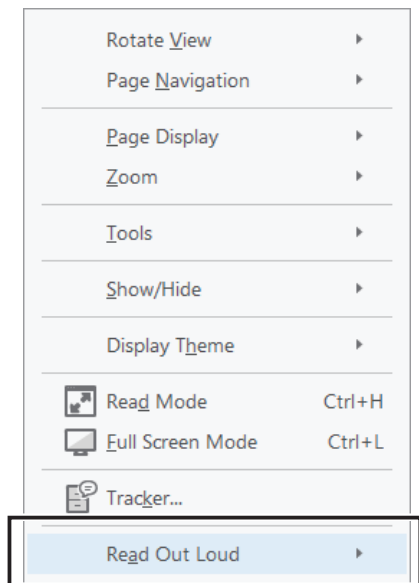 Rotate View
Page Navigation
Page Display
Zoom
Tools
Show/Hide
Display Theme
Read Mode Ctrl+H
Full Screen Mode Ctrl+L
Tracker...
Read Out Loud